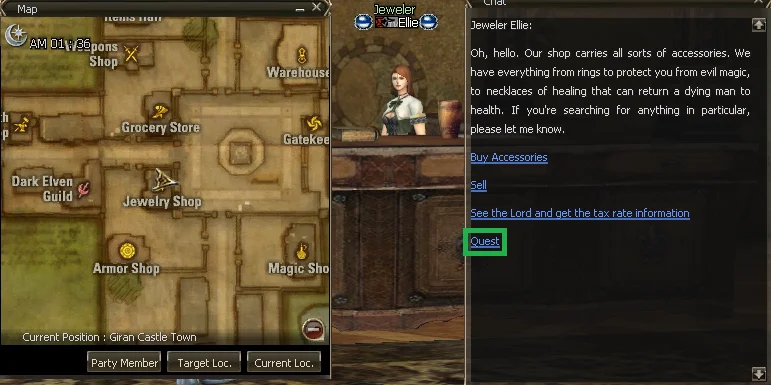 Map
Items Hall
AM 01 : 36
Weapons
Shop
Warehouse
Grocery Store
Gatekee
Dark Elven
Guild
Jewelry Shop
Armor Shop
Magic Sho
Current Position : Giran Castle Town
Party Member
Target Loc.
Current Loc.
Jeweler
Ellie
Chat
Jeweler Ellie:
Oh, hello. Our shop carries all sorts of accessories. We
have everything from rings to protect you from evil magic,
to necklaces of healing that can return a dying man to
health. If you're searching for anything in particular,
please let me know.
Buy Accessories
Sell
See the Lord and get the tax rate information
Quest